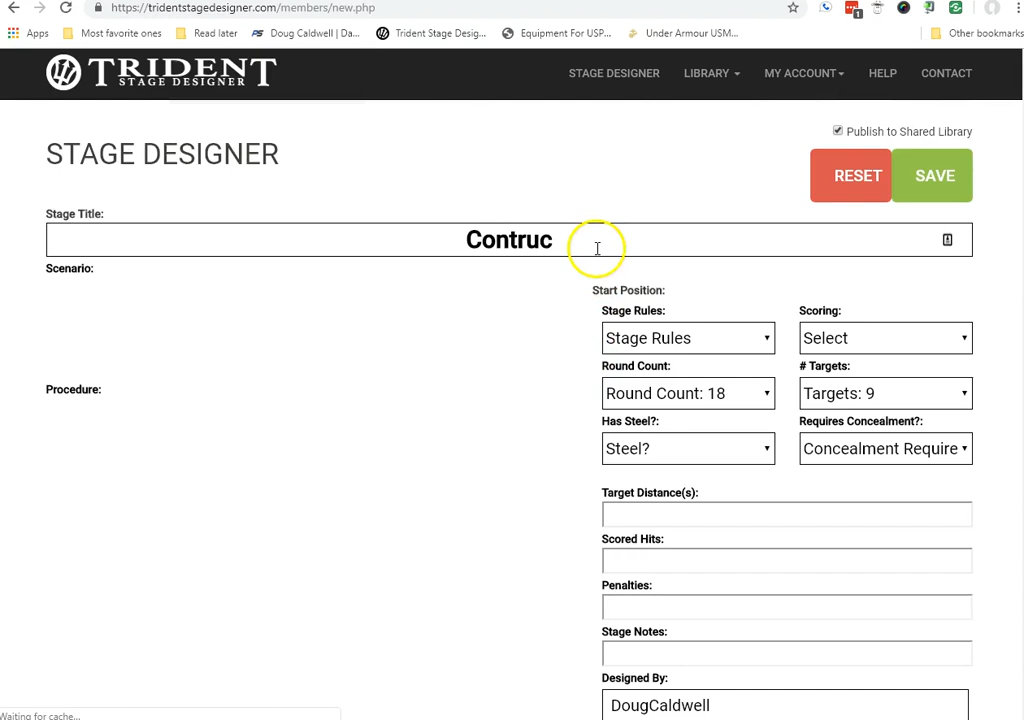 https://tridentstagedesigner.com/members/new.php
1
Apps Most favorite ones Read later Doug Caldwell | Da... Trident Stage Desig... Equipment For USP... Under Armour USM... Other bookmarks
TRIDENT
STAGE DESIGNER
STAGE DESIGNER LIBRARY MY ACCOUNT HELP CONTACT
Publish to Shared Library
STAGE DESIGNER
RESET SAVE
Stage Title:
Contruc
Scenario:
Start Position:
Stage Rules: Scoring:
Stage Rules Select
Round Count: # Targets:
Round Count: 18 Targets: 9
Procedure:
Has Steel?: Requires Concealment?:
Steel? Concealment Require
Target Distance(s):
Scored Hits:
Penalties:
Stage Notes:
Designed By:
DougCaldwell
Waiting for cache...